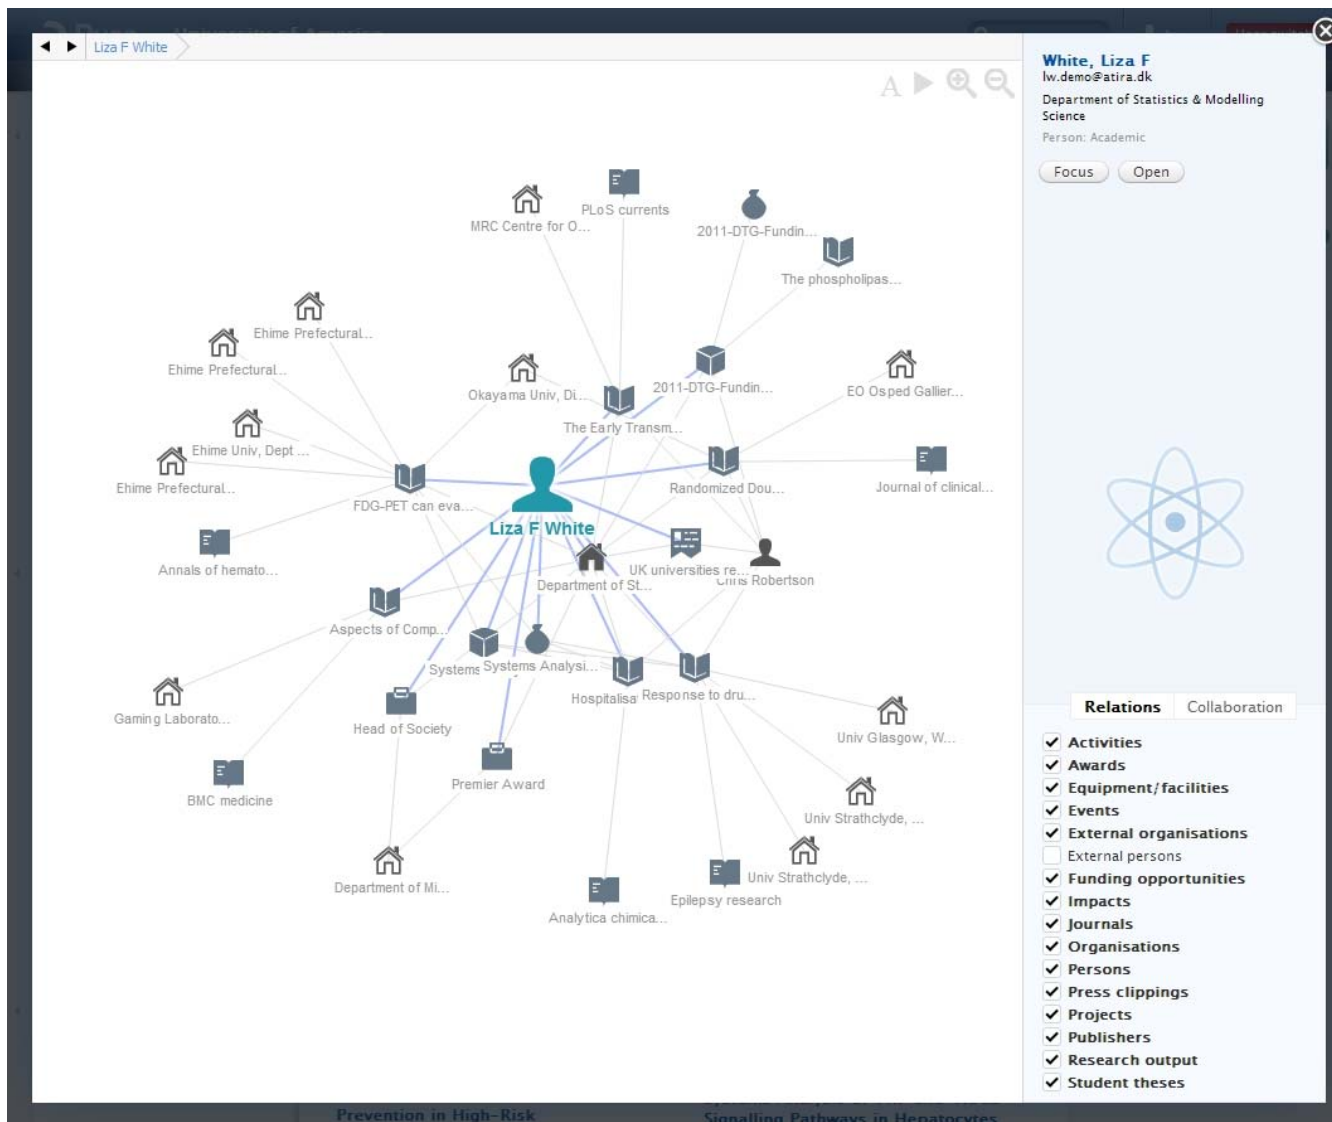 Liza F White
A
White, Liza F
lw.demo@atira.dk
Department of Statistics & Modelling
Science
Person: Academic
Focus
Open
PLoS currents
MRC Centre for O...
2011-DTG-Fundin...
The phospholipas...
Ehime Prefectural...
Ehime Prefectural...
Okayama Univ, Di...
2011-DTG-Fundin...
EO Osped Gallier...
The Early Transm...
Ehime Univ, Dept ...
Ehime Prefectural...
Randomized Dou...
Journal of clinical...
FDG-PET can eva...
Liza F White
Annals of hemato...
UK universities re...
Chris Robertson
Department of St...
Aspects of Comp...
Systems
Systems Analysi...
Hospitalisa
Response to dru...
Gaming Laborato...
Head of Society
Univ Glasgow, W...
Premier Award
BMC medicine
Univ Strathclyde, ...
Department of Mi...
Univ Strathclyde, ...
Epilepsy research
Analytica chimica...
Relations
Collaboration
Activities
Awards
Equipment/facilities
Events
External organisations
External persons
Funding opportunities
Impacts
Journals
Organisations
Persons
Press clippings
Projects
Publishers
Research output
Student theses
Prevention in High-Risk
Signalling Pathways in Hepatocytes